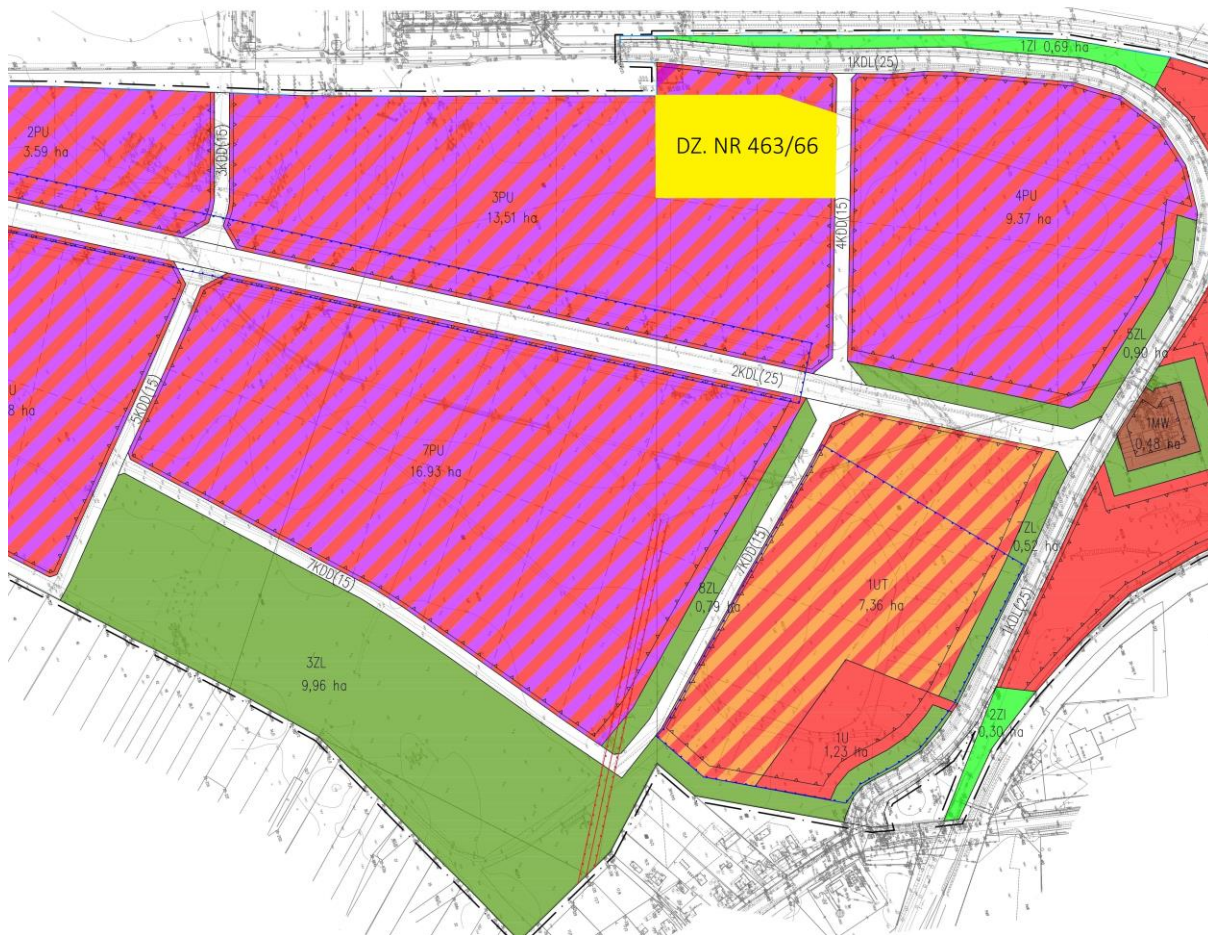 1ZI 0,69 ha
1KDL(25)
2PU
3.59 ha
3KDD(15)
DZ. NR 463/66
3PU
13,51 ha
4KDD(15)
4PU
9.37 ha
5ZL
0,90 ha
2KDL(25)
1MW
0,48 ha
U
8 ha
5KDD(15)
7PU
16.93 ha
7KDD(15)
7ZL
0,52 ha
8ZL
0,79 ha
7KDD(15)
1UT
7,36 ha
1KDL(25)
3ZL
9,96 ha
2ZI
0,30 ha
1U
1,23 ha